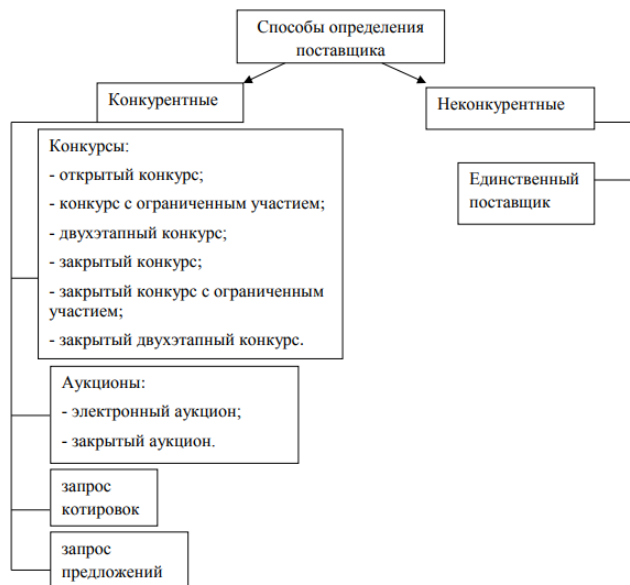 Способы определения
поставщика
Конкурентные
Неконкурентные
Конкурсы:
- открытый конкурс;
- конкурс с ограниченным участием;
- двухэтапный конкурс;
- закрытый конкурс;
- закрытый конкурс с ограниченным
участием;
- закрытый двухэтапный конкурс.
Единственный
поставщик
Аукционы:
- электронный аукцион;
- закрытый аукцион.
запрос
котировок
запрос
предложений